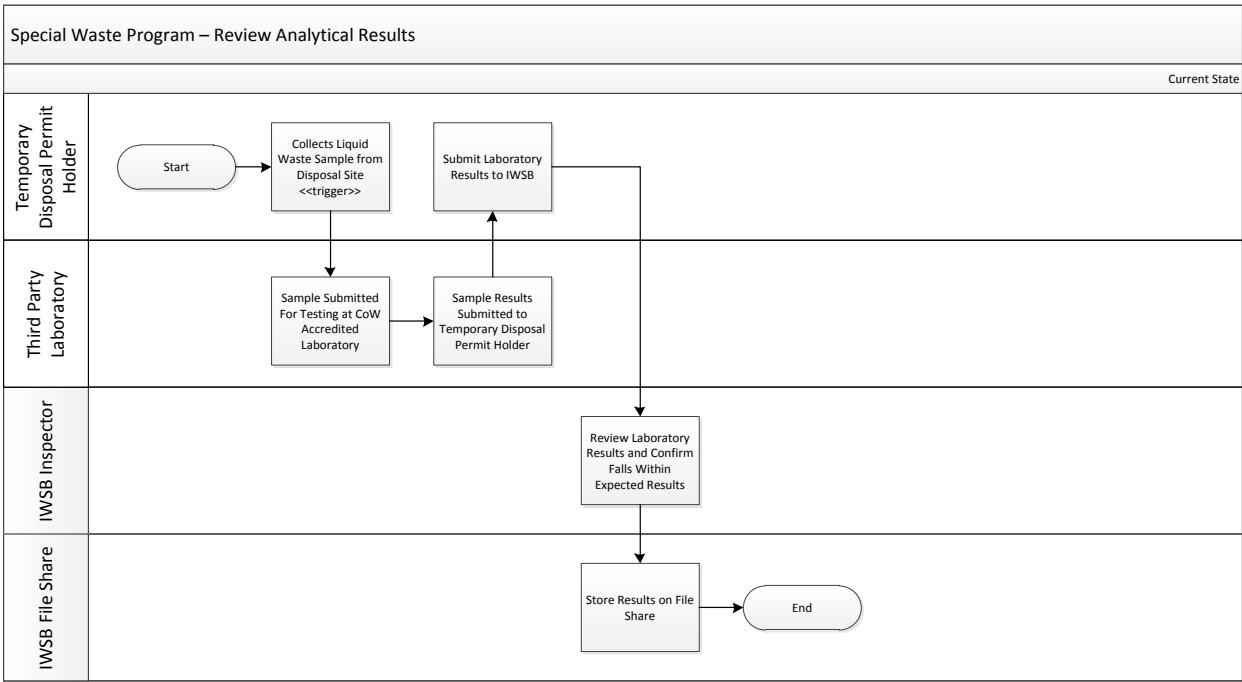 Special Waste Program – Review Analytical Results
Current State
Temporary
Disposal Permit
Holder
Start
Collects Liquid
Waste Sample from
Disposal Site
<<trigger>>
Submit Laboratory
Results to IWSB
Third Party
Laboratory
Sample Submitted
For Testing at CoW
Accredited
Laboratory
Sample Results
Submitted to
Temporary Disposal
Permit Holder
IWSB Inspector
Review Laboratory
Results and Confirm
Falls Within
Expected Results
IWSB File Share
Store Results on File
Share
End